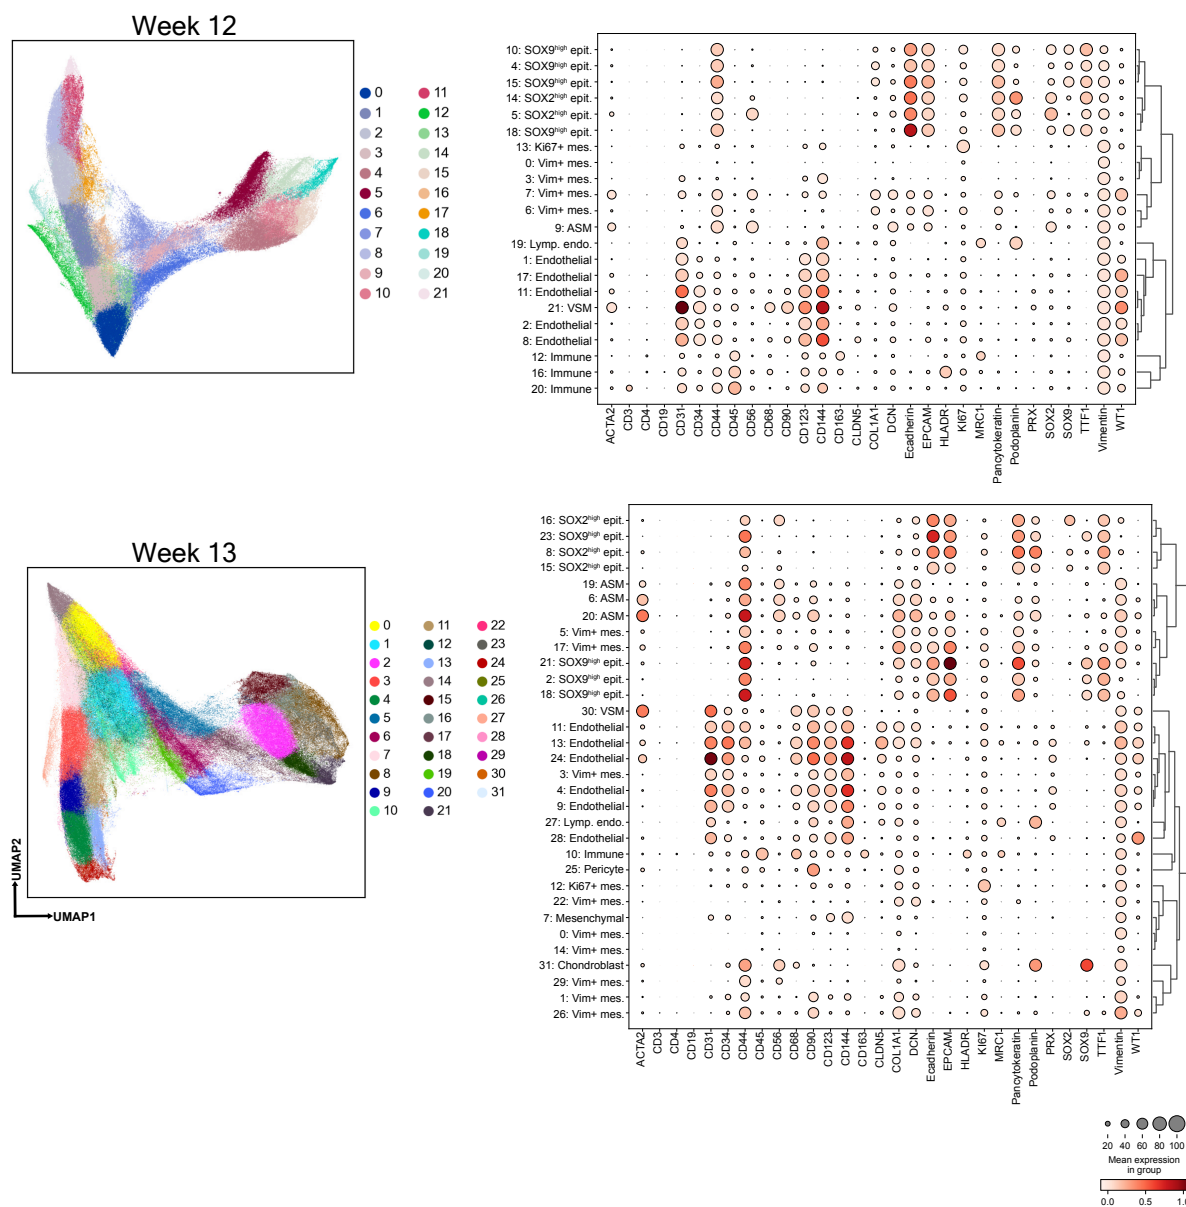 Week 12
0
1
2
3
4
5
6
7
8
9
10
11
12
13
14
15
16
17
18
19
20
21
10: SOX9high epit.
4: SOX9high epit.
15: SOX9high epit.
14: SOX2high epit.
5: SOX2high epit.
18: SOX9high epit.
13: Ki67+ mes.
0: Vim+ mes.
3: Vim+ mes.
7: Vim+ mes.
6: Vim+ mes.
9: ASM
19: Lymp. endo.
1: Endothelial
17: Endothelial
11: Endothelial
21: VSM
2: Endothelial
8: Endothelial
12: Immune
16: Immune
20: Immune
ACTA2
CD3
CD4
CD19
CD31
CD34
CD44
CD45
CD56
CD68
CD90
CD123
CD144
CD163
CLDN5
COL1A1
DCN
Ecadherin
EPCAM
HLADR
KI67
MRC1
Pancytokeratin
Podoplanin
PRX
SOX2
SOX9
TTF1
Vimentin
WT1
Week 13
UMAP2
UMAP1
0
1
2
3
4
5
6
7
8
9
10
11
12
13
14
15
16
17
18
19
20
21
22
23
24
25
26
27
28
29
30
31
16: SOX2high epit.
23: SOX9high epit.
8: SOX2high epit.
15: SOX2high epit.
19: ASM
6: ASM
20: ASM
5: Vim+ mes.
17: Vim+ mes.
21: SOX9high epit.
2: SOX9high epit.
18: SOX9high epit.
30: VSM
11: Endothelial
13: Endothelial
24: Endothelial
3: Vim+ mes.
4: Endothelial
9: Endothelial
27: Lymp. endo.
28: Endothelial
10: Immune
25: Pericyte
12: Ki67+ mes.
22: Vim+ mes.
7: Mesenchymal
0: Vim+ mes.
14: Vim+ mes.
31: Chondroblast
29: Vim+ mes.
1: Vim+ mes.
26: Vim+ mes.
ACTA2
CD3
CD4
CD19
CD31
CD34
CD44
CD45
CD56
CD68
CD90
CD123
CD144
CD163
CLDN5
COL1A1
DCN
Ecadherin
EPCAM
HLADR
KI67
MRC1
Pancytokeratin
Podoplanin
PRX
SOX2
SOX9
TTF1
Vimentin
WT1
20 40 60 80 100
Mean expression
in group
0.0 0.5 1.0